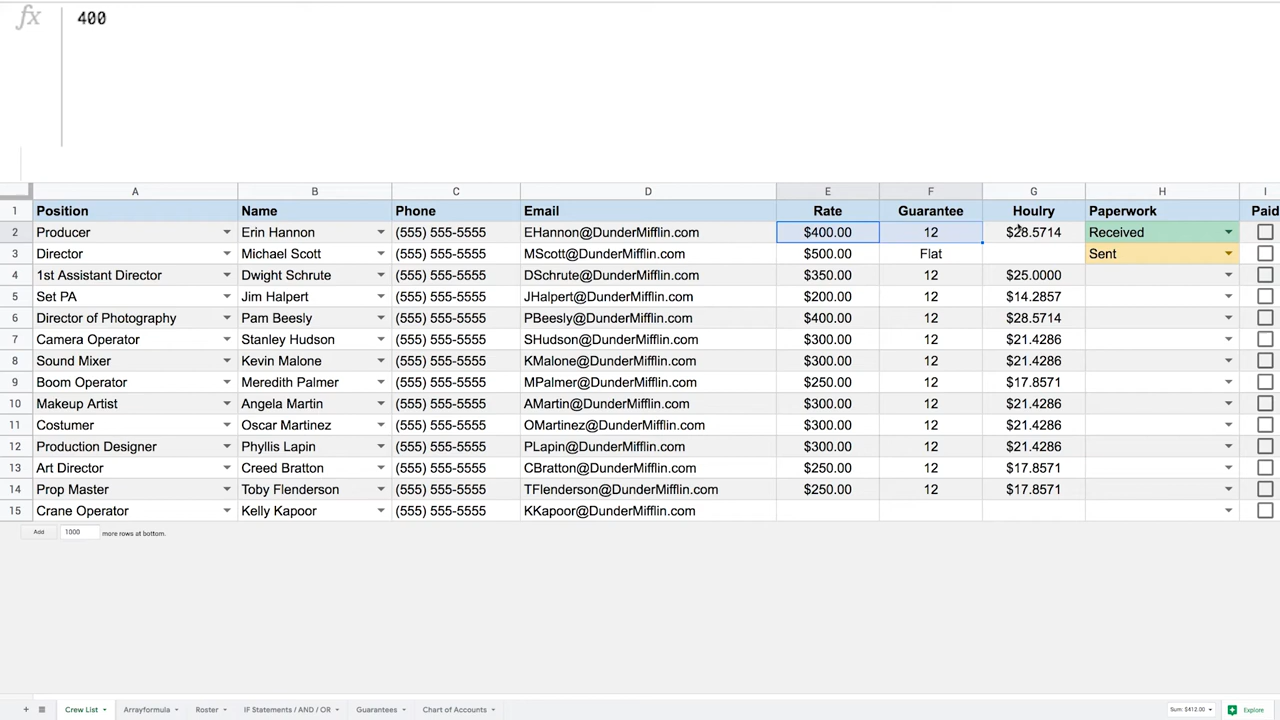 fx 400
A B C D E F G H I
1 Position Name Phone Email Rate Guarantee Houlry Paperwork Paid
2 Producer Erin Hannon (555) 555-5555 EHannon@DunderMifflin.com $400.00 12 $28.5714 Received
3 Director Michael Scott (555) 555-5555 MScott@DunderMifflin.com $500.00 Flat Sent
4 1st Assistant Director Dwight Schrute (555) 555-5555 DSchrute@DunderMifflin.com $350.00 12 $25.0000
5 Set PA Jim Halpert (555) 555-5555 JHalpert@DunderMifflin.com $200.00 12 $14.2857
6 Director of Photography Pam Beesly (555) 555-5555 PBeesly@DunderMifflin.com $400.00 12 $28.5714
7 Camera Operator Stanley Hudson (555) 555-5555 SHudson@DunderMifflin.com $300.00 12 $21.4286
8 Sound Mixer Kevin Malone (555) 555-5555 KMalone@DunderMifflin.com $300.00 12 $21.4286
9 Boom Operator Meredith Palmer (555) 555-5555 MPalmer@DunderMifflin.com $250.00 12 $17.8571
10 Makeup Artist Angela Martin (555) 555-5555 AMartin@DunderMifflin.com $300.00 12 $21.4286
11 Costumer Oscar Martinez (555) 555-5555 OMartinez@DunderMifflin.com $300.00 12 $21.4286
12 Production Designer Phyllis Lapin (555) 555-5555 PLapin@DunderMifflin.com $300.00 12 $21.4286
13 Art Director Creed Bratton (555) 555-5555 CBratton@DunderMifflin.com $250.00 12 $17.8571
14 Prop Master Toby Flenderson (555) 555-5555 TFlenderson@DunderMifflin.com $250.00 12 $17.8571
15 Crane Operator Kelly Kapoor (555) 555-5555 KKapoor@DunderMifflin.com
Add 1000 more rows at bottom.
Crew List Arrayformula Roster IF Statements / AND / OR Guarantees Chart of Accounts Sum: $412.00 Explore